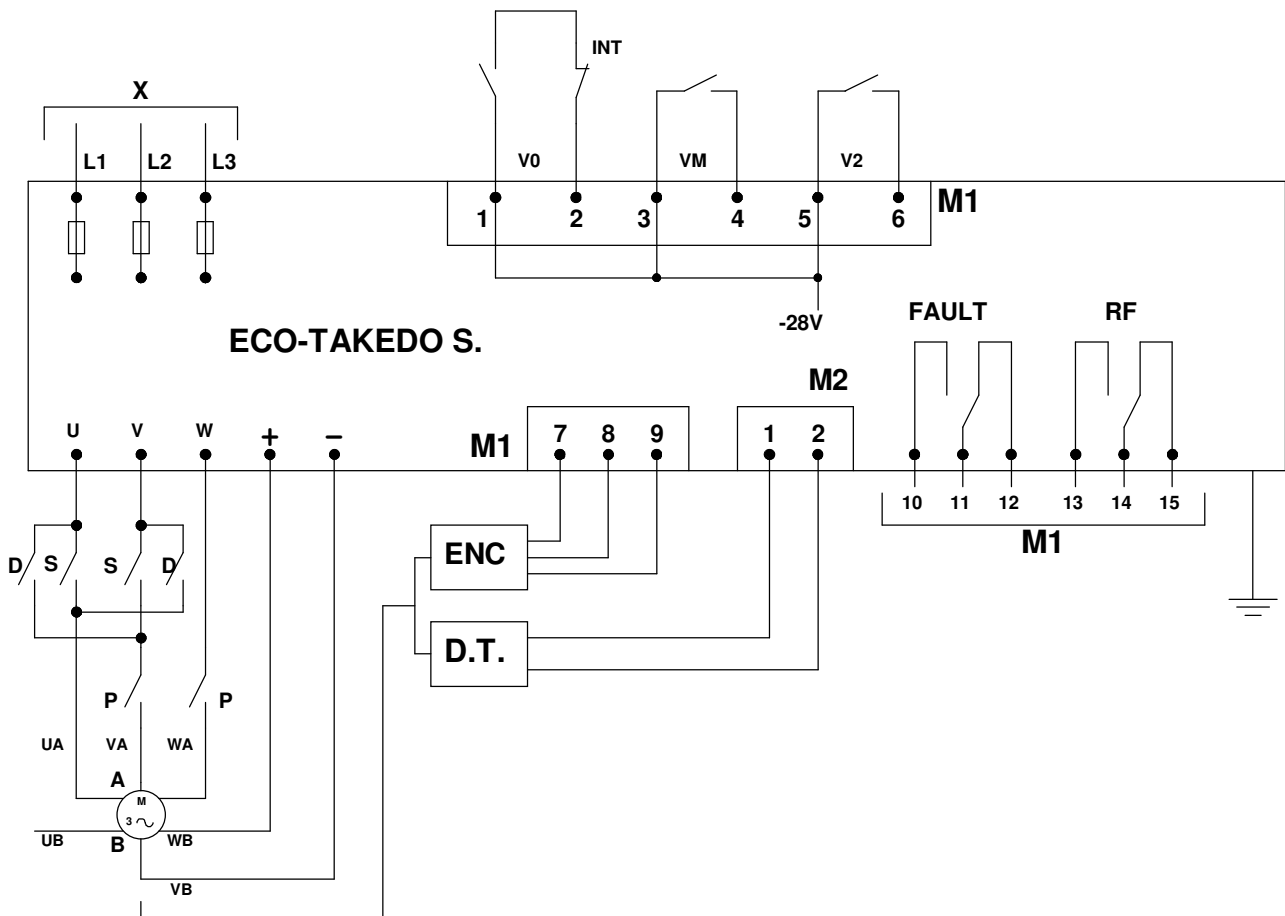 INT
X
L1 L2 L3
V0 VM V2
1 2 3 4 5 6 M1
-28V
FAULT RF
ECO-TAKEDO S.
M2
U V W + −
M1 7 8 9
1 2
10 11 12 13 14 15
M1
D S S D
ENC
D.T.
P P
UA VA WA
A
M
3
UB B WB
VB